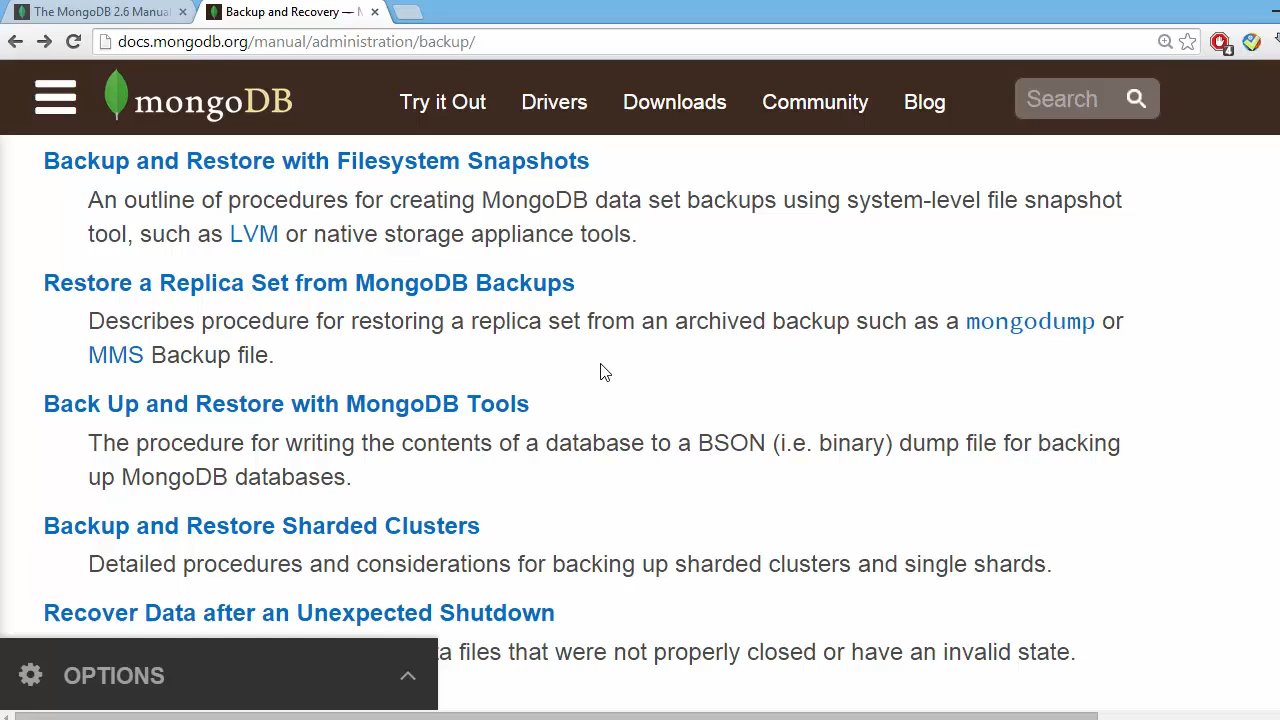 The MongoDB 2.6 Manual
Backup and Recovery — M
docs.mongodb.org/manual/administration/backup/
4
mongoDB
Try it Out
Drivers
Downloads
Community
Blog
Search
Backup and Restore with Filesystem Snapshots
An outline of procedures for creating MongoDB data set backups using system-level file snapshot
tool, such as LVM or native storage appliance tools.
Restore a Replica Set from MongoDB Backups
Describes procedure for restoring a replica set from an archived backup such as a mongodump or
MMS Backup file.
Back Up and Restore with MongoDB Tools
The procedure for writing the contents of a database to a BSON (i.e. binary) dump file for backing
up MongoDB databases.
Backup and Restore Sharded Clusters
Detailed procedures and considerations for backing up sharded clusters and single shards.
Recover Data after an Unexpected Shutdown
a files that were not properly closed or have an invalid state.
OPTIONS